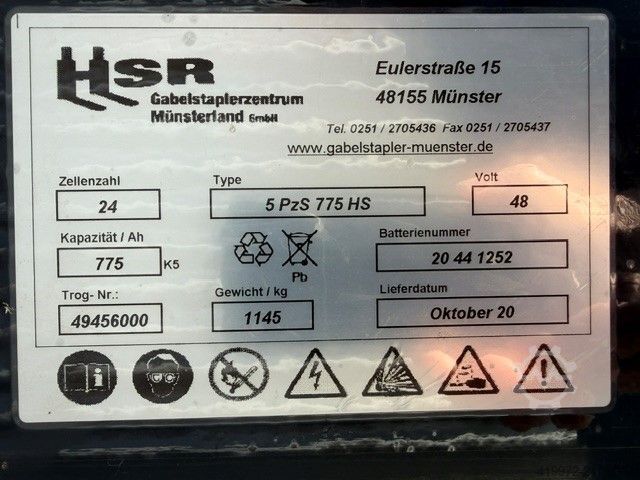 HSR
Gabelstaplerzentrum
Münsterland GmbH
Eulerstraße 15
48155 Münster
Tel. 0251 / 2705436 Fax 0251 / 2705437
www.gabelstapler-muenster.de
Zellenzahl Type Volt
24 5 PzS 775 HS 48
Kapazität / Ah Batterienummer
775 K5 Pb 20 44 1252
Trog- Nr.: Gewicht / kg Lieferdatum
49456000 1145 Oktober 20